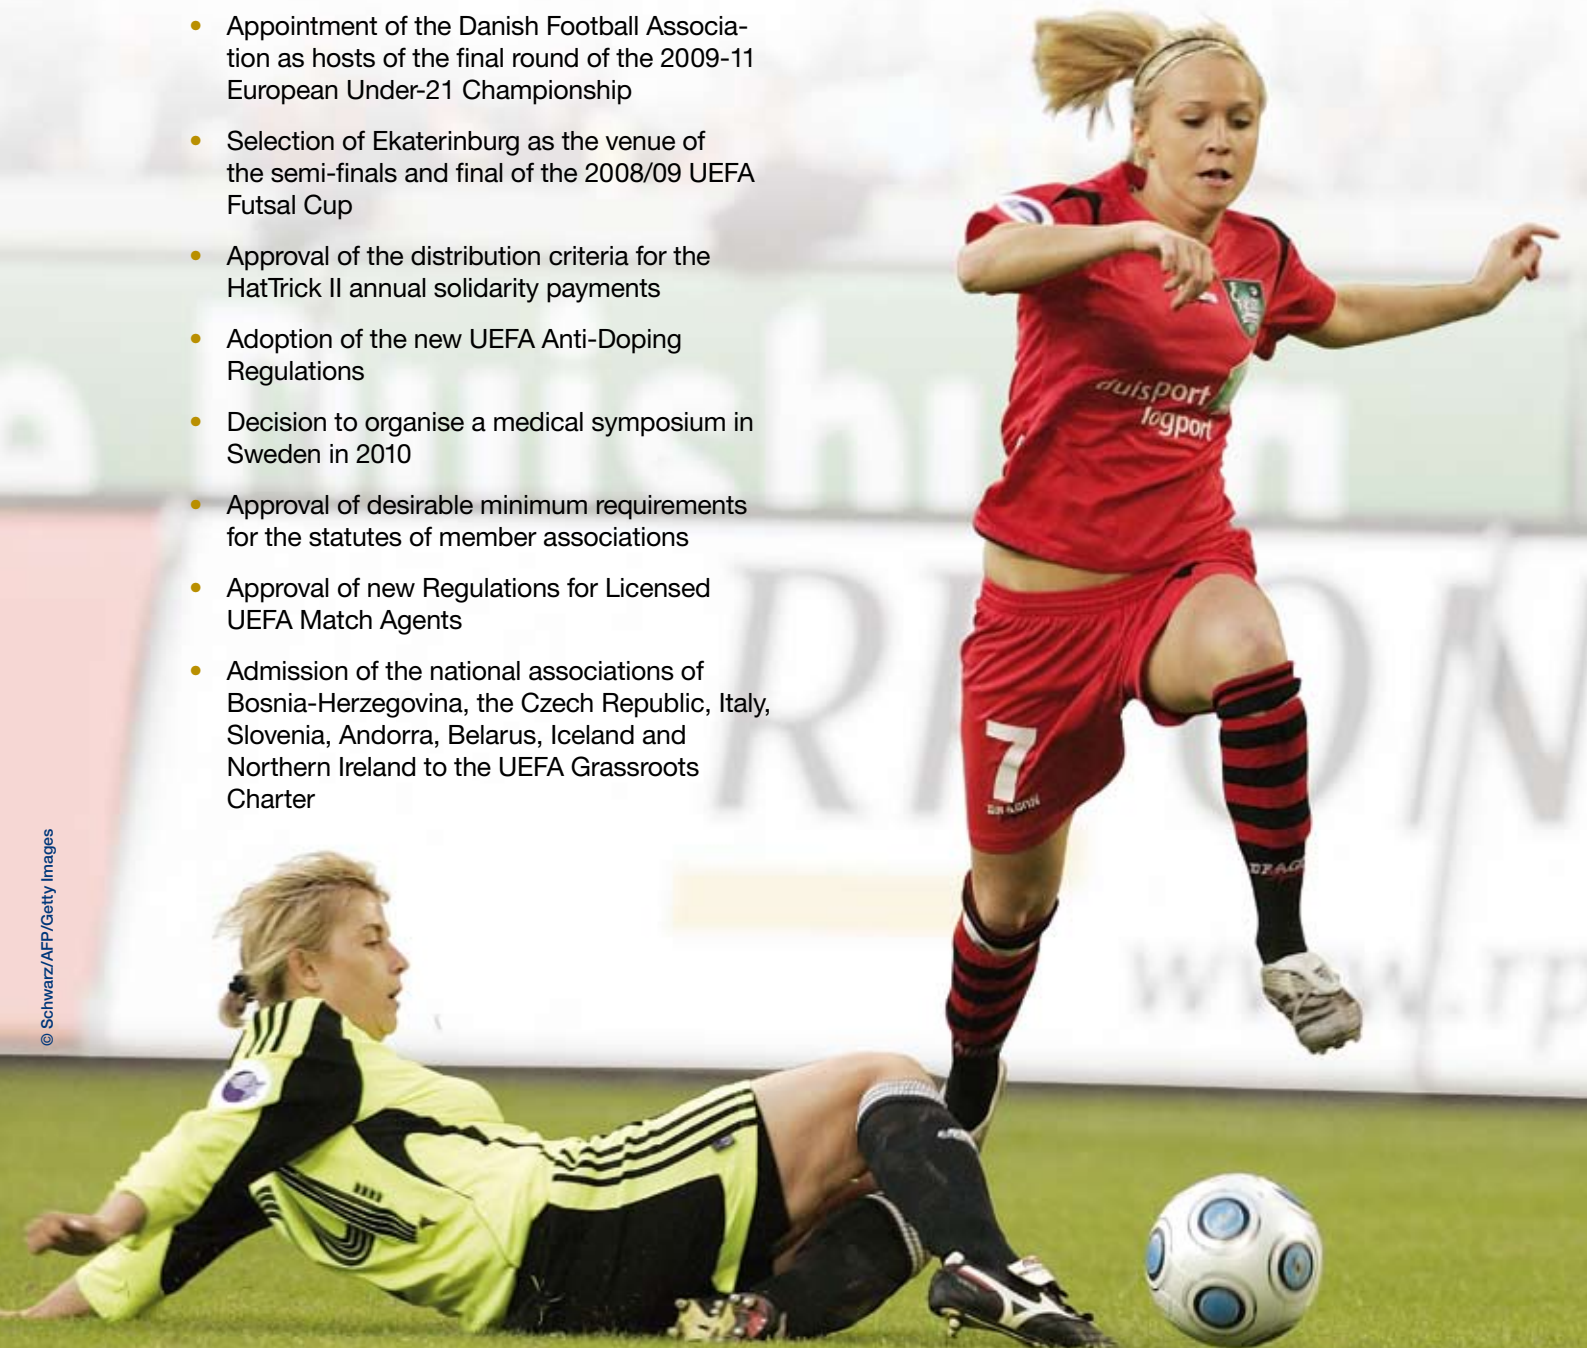 • Appointment of the Danish Football Associa-
tion as hosts of the final round of the 2009-11
European Under-21 Championship
• Selection of Ekaterinburg as the venue of
the semi-finals and final of the 2008/09 UEFA
Futsal Cup
• Approval of the distribution criteria for the
HatTrick II annual solidarity payments
• Adoption of the new UEFA Anti-Doping
Regulations
• Decision to organise a medical symposium in
Sweden in 2010
• Approval of desirable minimum requirements
for the statutes of member associations
• Approval of new Regulations for Licensed
UEFA Match Agents
• Admission of the national associations of
Bosnia-Herzegovina, the Czech Republic, Italy,
Slovenia, Andorra, Belarus, Iceland and
Northern Ireland to the UEFA Grassroots
Charter
© Schwarz/AFP/Getty Images
duisport
logport
7
www.rp